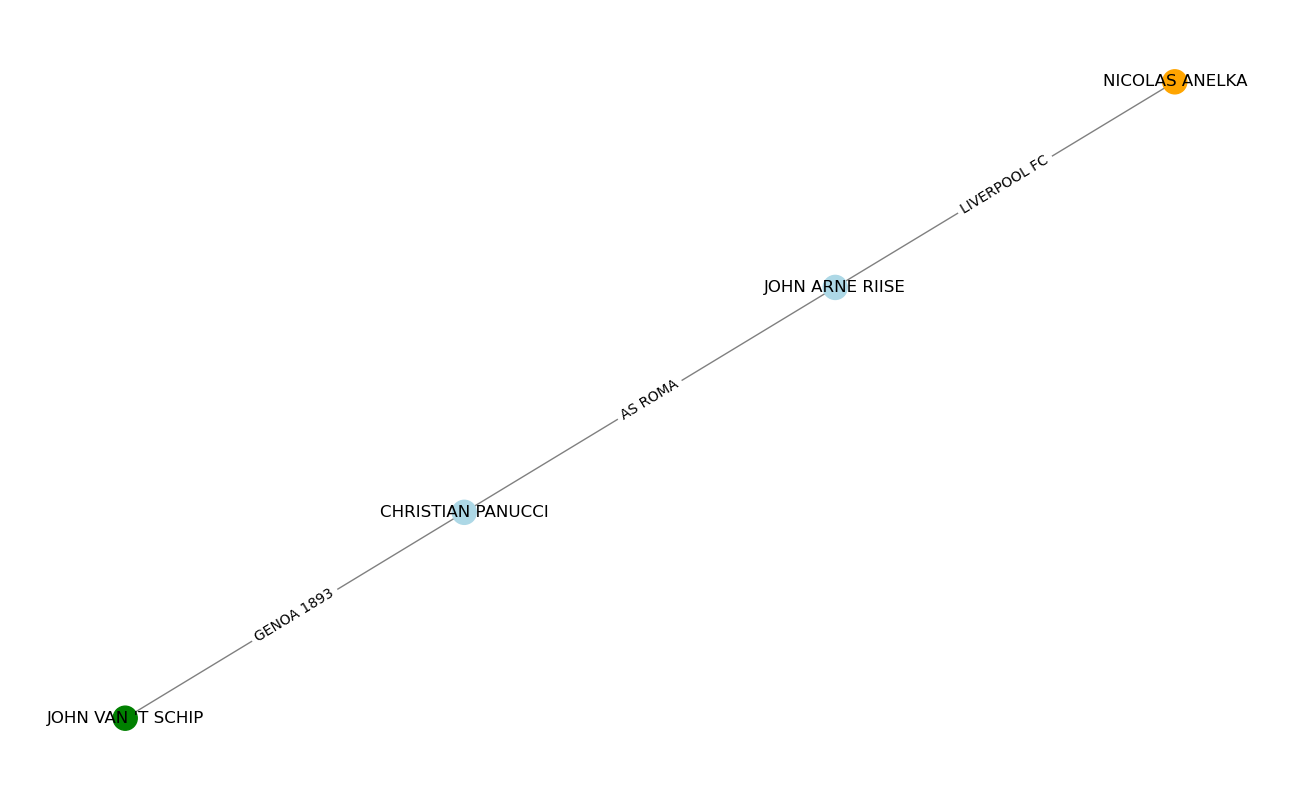 NICOLAS ANELKA
LIVERPOOL FC
JOHN ARNE RIISE
AS ROMA
CHRISTIAN PANUCCI
GENOA 1893
JOHN VAN 'T SCHIP